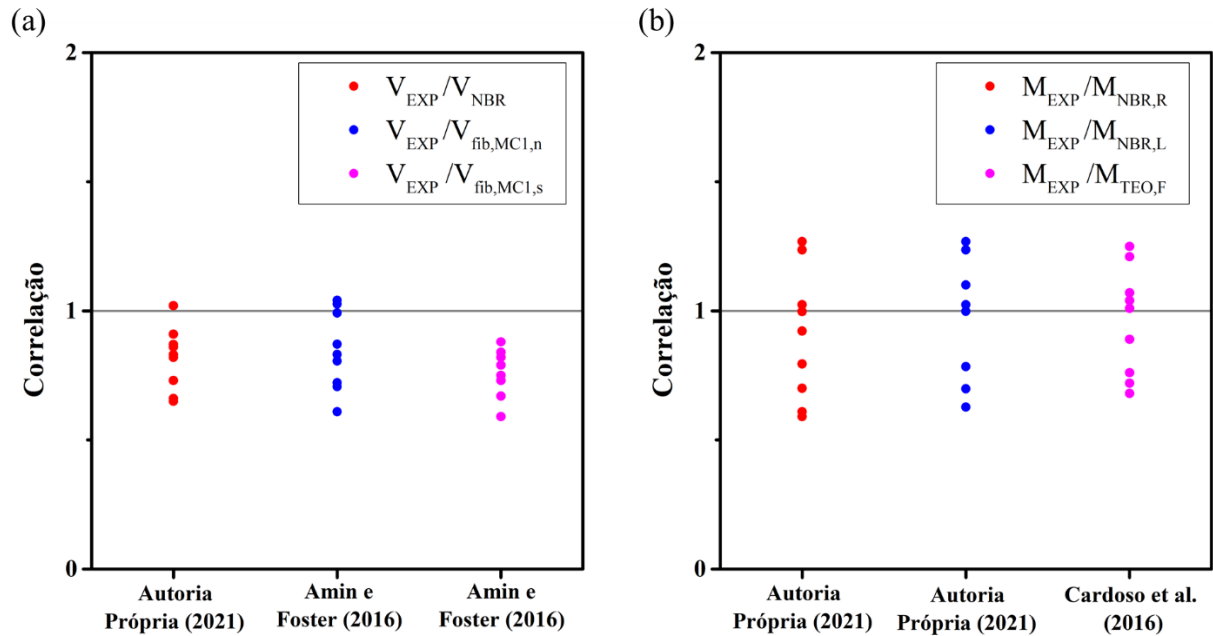 (a)
2
1
0
Correlação
V_EXP/V_NBR
V_EXP/V_fib,MC1,n
V_EXP/V_fib,MC1,s
Autoria
Própria (2021)
Amin e
Foster (2016)
Amin e
Foster (2016)
(b)
2
1
0
Correlação
M_EXP/M_NBR,R
M_EXP/M_NBR,L
M_EXP/M_TEO,F
Autoria
Própria (2021)
Autoria
Própria (2021)
Cardoso et al.
(2016)